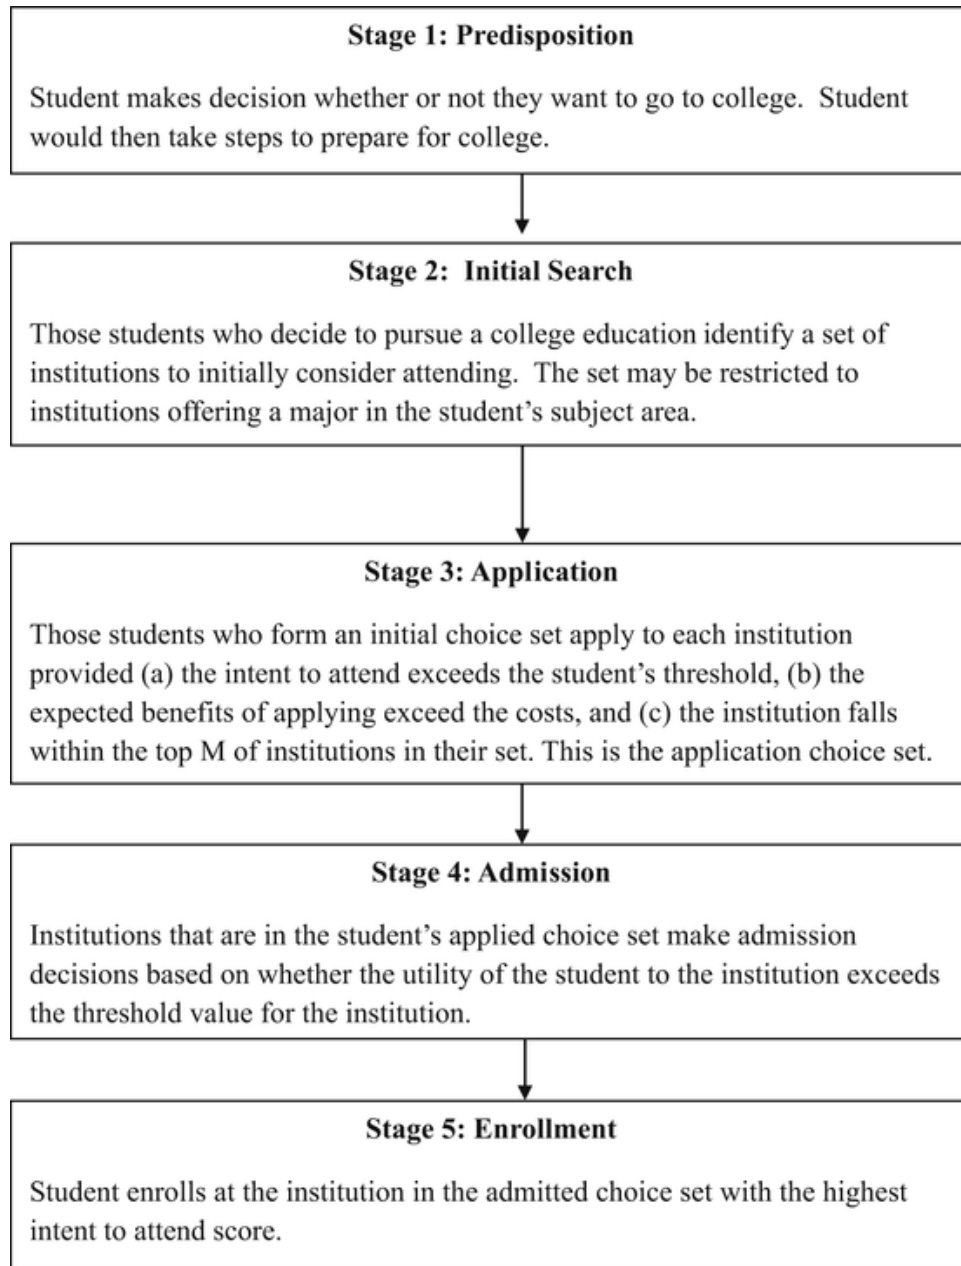 Stage 1: Predisposition
Student makes decision whether or not they want to go to college.  Student
would then take steps to prepare for college.
Stage 2:  Initial Search
Those students who decide to pursue a college education identify a set of
institutions to initially consider attending.  The set may be restricted to
institutions offering a major in the student’s subject area.
Stage 3: Application
Those students who form an initial choice set apply to each institution
provided (a) the intent to attend exceeds the student’s threshold, (b) the
expected benefits of applying exceed the costs, and (c) the institution falls
within the top M of institutions in their set. This is the application choice set.
Stage 4: Admission
Institutions that are in the student’s applied choice set make admission
decisions based on whether the utility of the student to the institution exceeds
the threshold value for the institution.
Stage 5: Enrollment
Student enrolls at the institution in the admitted choice set with the highest
intent to attend score.